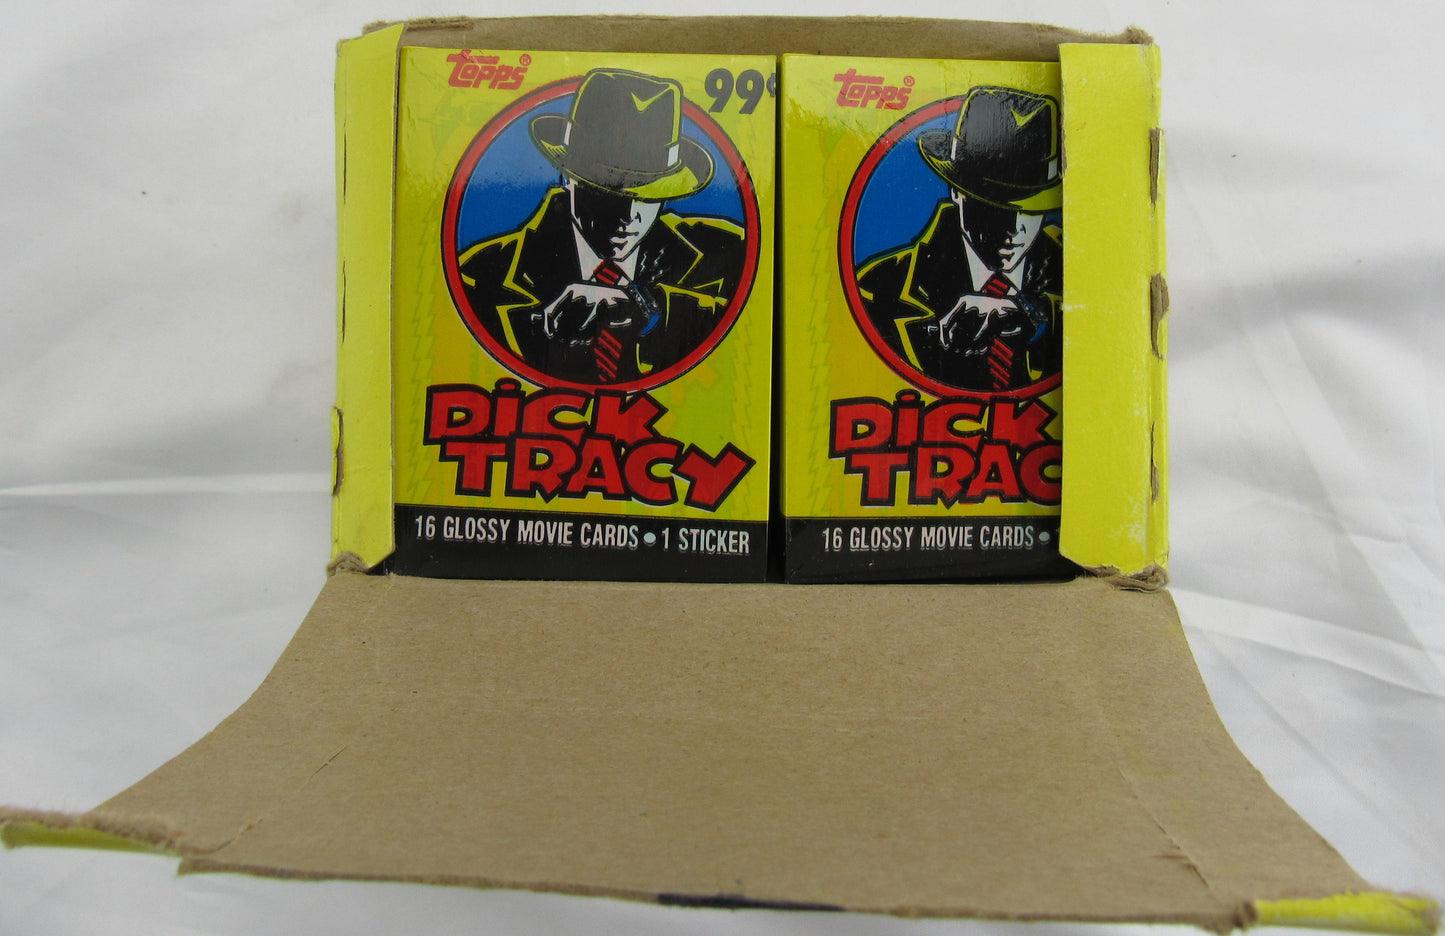 Topps®
99¢
DICK
TRACY
16 GLOSSY MOVIE CARDS • 1 STICKER
Topps®
DICK
TRAC
16 GLOSSY MOVIE CARDS •